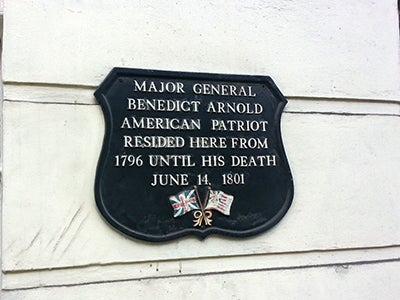 MAJOR GENERAL
BENEDICT ARNOLD
AMERICAN PATRIOT
RESIDED HERE FROM
1796 UNTIL HIS DEATH
JUNE 14, 1801